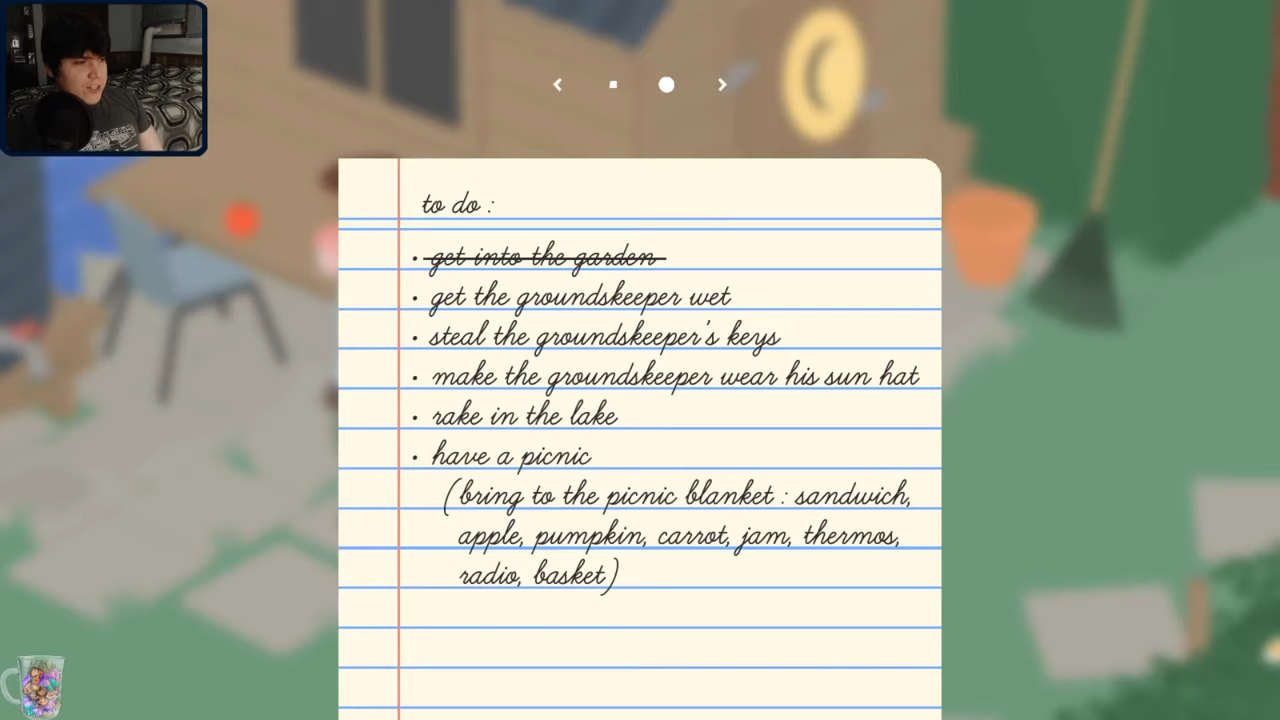 to do :
• get into the garden
• get the groundskeeper wet
• steal the groundskeeper's keys
• make the groundskeeper wear his sun hat
• rake in the lake
• have a picnic
(bring to the picnic blanket : sandwich,
apple, pumpkin, carrot, jam, thermos,
radio, basket)